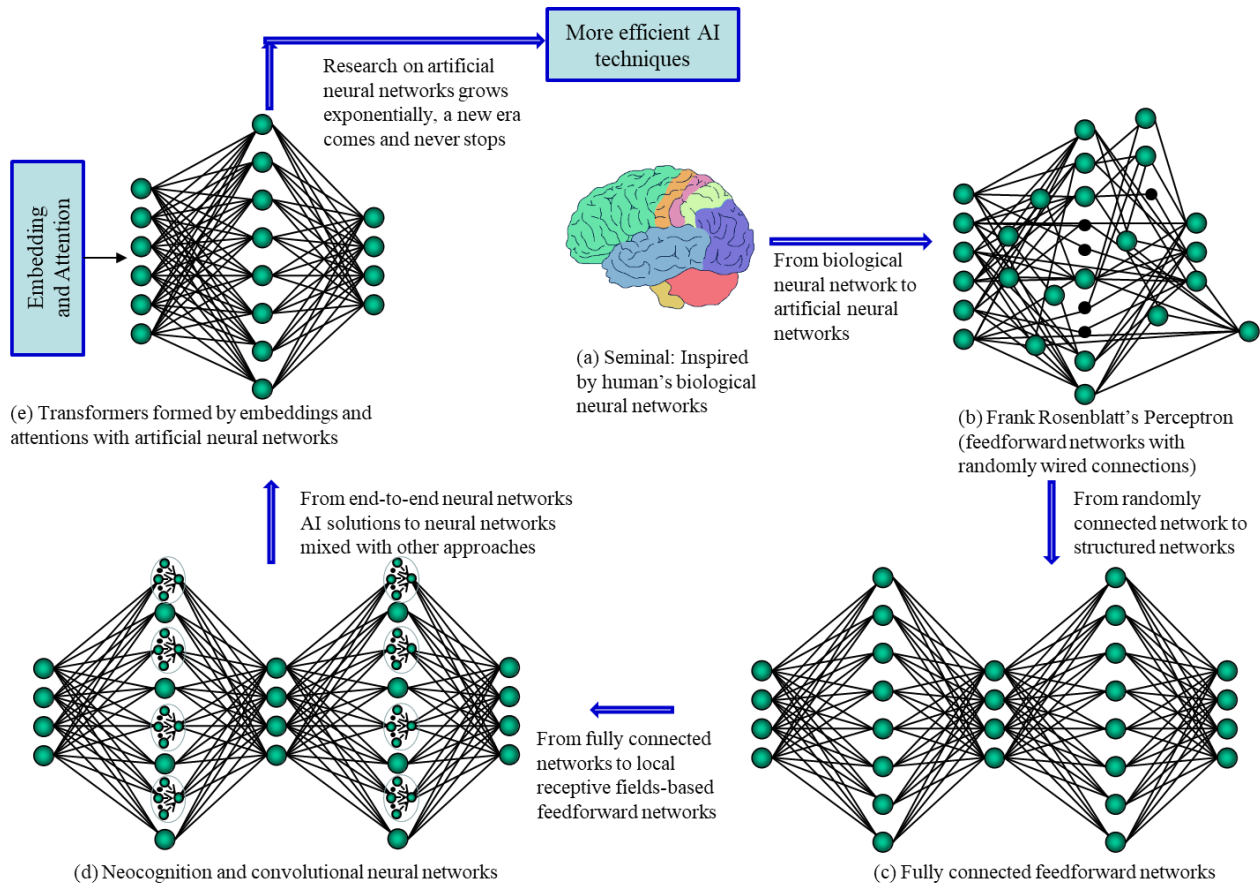 More efficient AI
techniques
Research on artificial
neural networks grows
exponentially, a new era
comes and never stops
Embedding
and Attention
(e) Transformers formed by embeddings and
attentions with artificial neural networks
(a) Seminal: Inspired
by human's biological
neural networks
From biological
neural network to
artificial neural
networks
(b) Frank Rosenblatt's Perceptron
(feedforward networks with
randomly wired connections)
From randomly
connected network to
structured networks
From end-to-end neural networks
AI solutions to neural networks
mixed with other approaches
From fully connected
networks to local
receptive fields-based
feedforward networks
(d) Neocognition and convolutional neural networks
(c) Fully connected feedforward networks